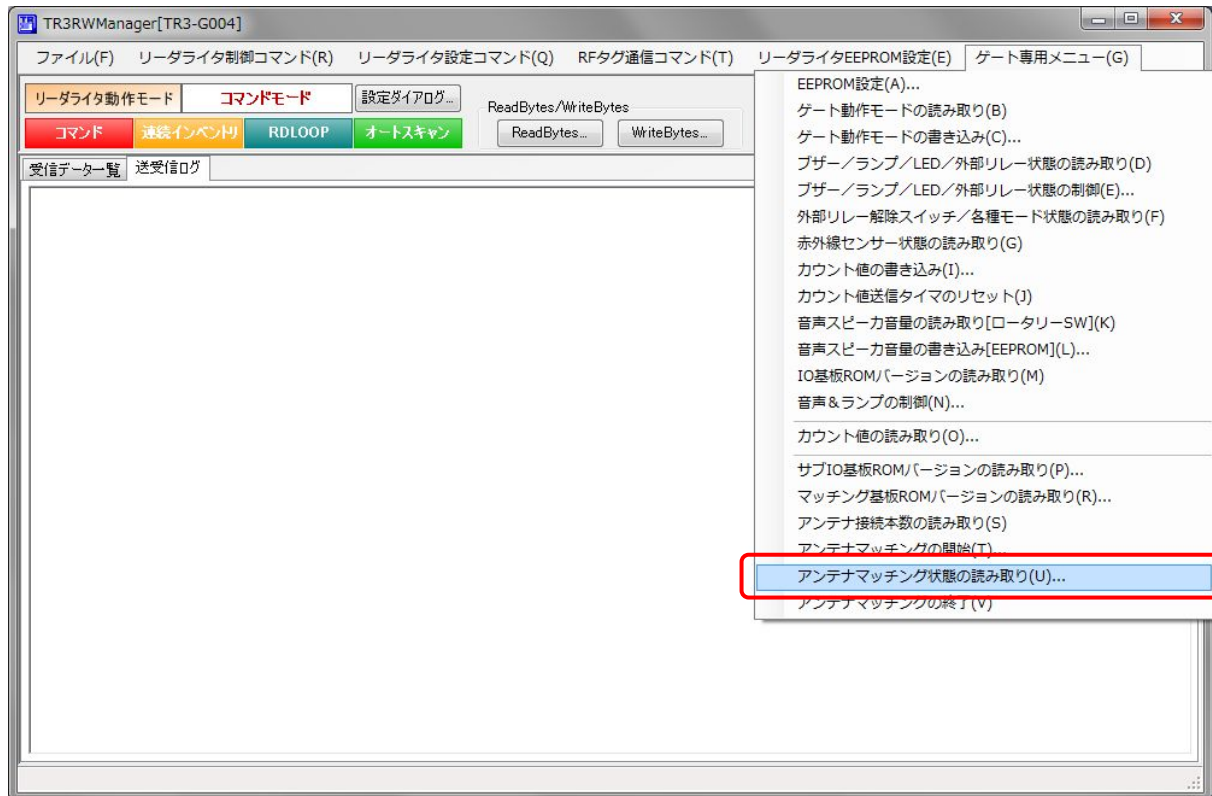 TR3RWManager[TR3-G004]
ファイル(F) リーダライタ制御コマンド(R) リーダライタ設定コマンド(Q) RFタグ通信コマンド(T) リーダライタEEPROM設定(E) ゲート専用メニュー(G)
リーダライタ動作モード コマンドモード 設定ダイアログ...
コマンド 連続インベントリ RDLOOP オートスキャン
ReadBytes/WriteBytes
ReadBytes... WriteBytes...
受信データ一覧 送受信ログ
EEPROM設定(A)...
ゲート動作モードの読み取り(B)
ゲート動作モードの書き込み(C)...
ブザー/ランプ/LED/外部リレー状態の読み取り(D)
ブザー/ランプ/LED/外部リレー状態の制御(E)...
外部リレー解除スイッチ/各種モード状態の読み取り(F)
赤外線センサー状態の読み取り(G)
カウント値の書き込み(I)...
カウント値送信タイマのリセット(J)
音声スピーカ音量の読み取り[ロータリーSW](K)
音声スピーカ音量の書き込み[EEPROM](L)...
IO基板ROMバージョンの読み取り(M)
音声&ランプの制御(N)...
カウント値の読み取り(O)...
サブIO基板ROMバージョンの読み取り(P)...
マッチング基板ROMバージョンの読み取り(R)...
アンテナ接続本数の読み取り(S)
アンテナマッチングの開始(T)...
アンテナマッチング状態の読み取り(U)...
アンテナマッチングの終了(V)